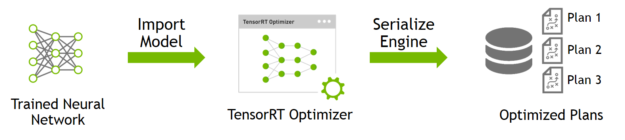 Import
Model
TensorRT Optimizer
Serialize
Engine
Plan 1
Plan 2
Plan 3
Trained Neural
Network
TensorRT Optimizer
Optimized Plans